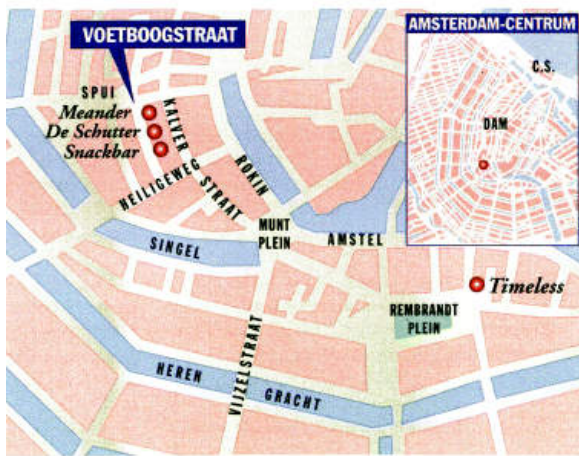 VOETBOOGSTRAAT
AMSTERDAM-CENTRUM
C.S.
DAM
SPUI
Meander
De Schutter
Snackbar
KALVER
STRAAT
HEILIGEWEG
ROKIN
MUNT
PLEIN
AMSTEL
SINGEL
Timeless
REMBRANDT
PLEIN
VIJZELSTRAAT
HEREN
GRACHT